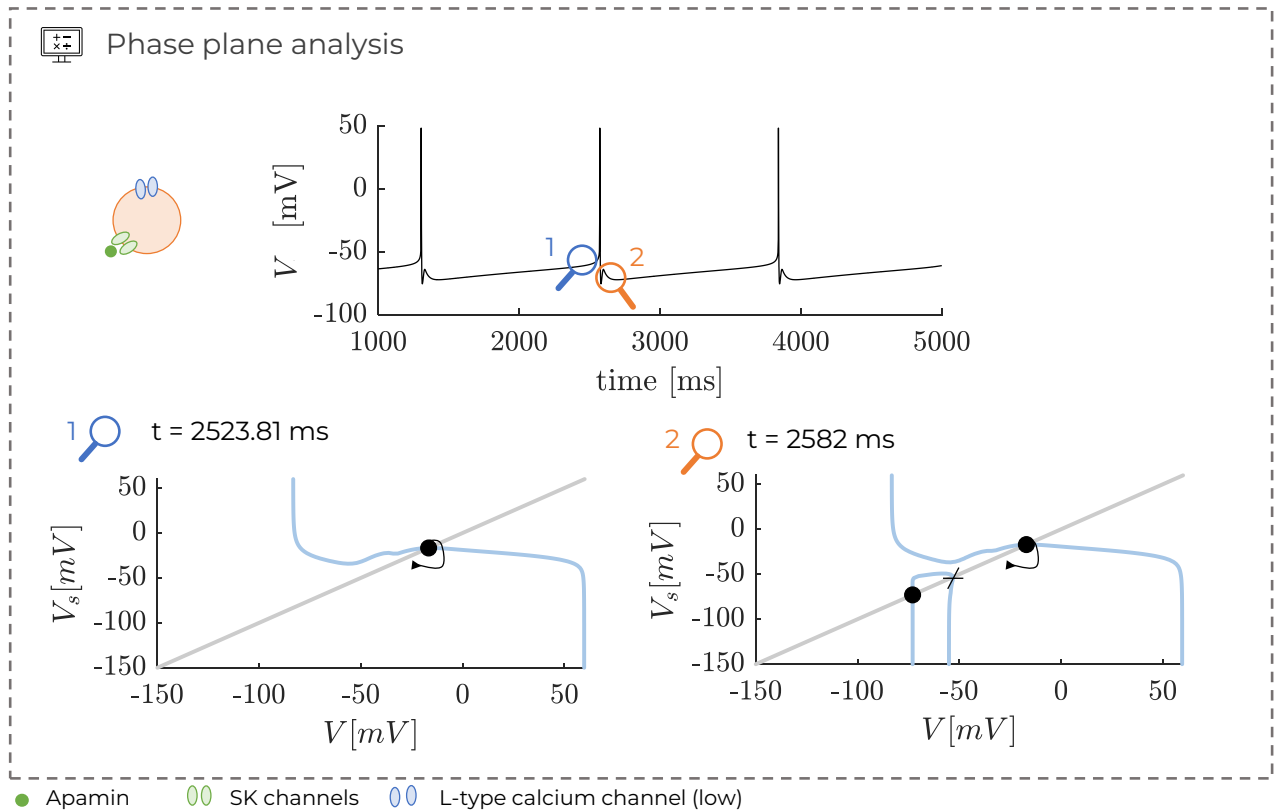 Phase plane analysis
50
0
-50
-100
V [mV]
1
2
1000 2000 3000 4000 5000
time [ms]
1 t = 2523.81 ms
50
0
-50
-100
-150
Vs[mV]
-150 -100 -50 0 50
V[mV]
2 t = 2582 ms
50
0
-50
-100
-150
Vs[mV]
-150 -100 -50 0 50
V[mV]
Apamin SK channels L-type calcium channel (low)